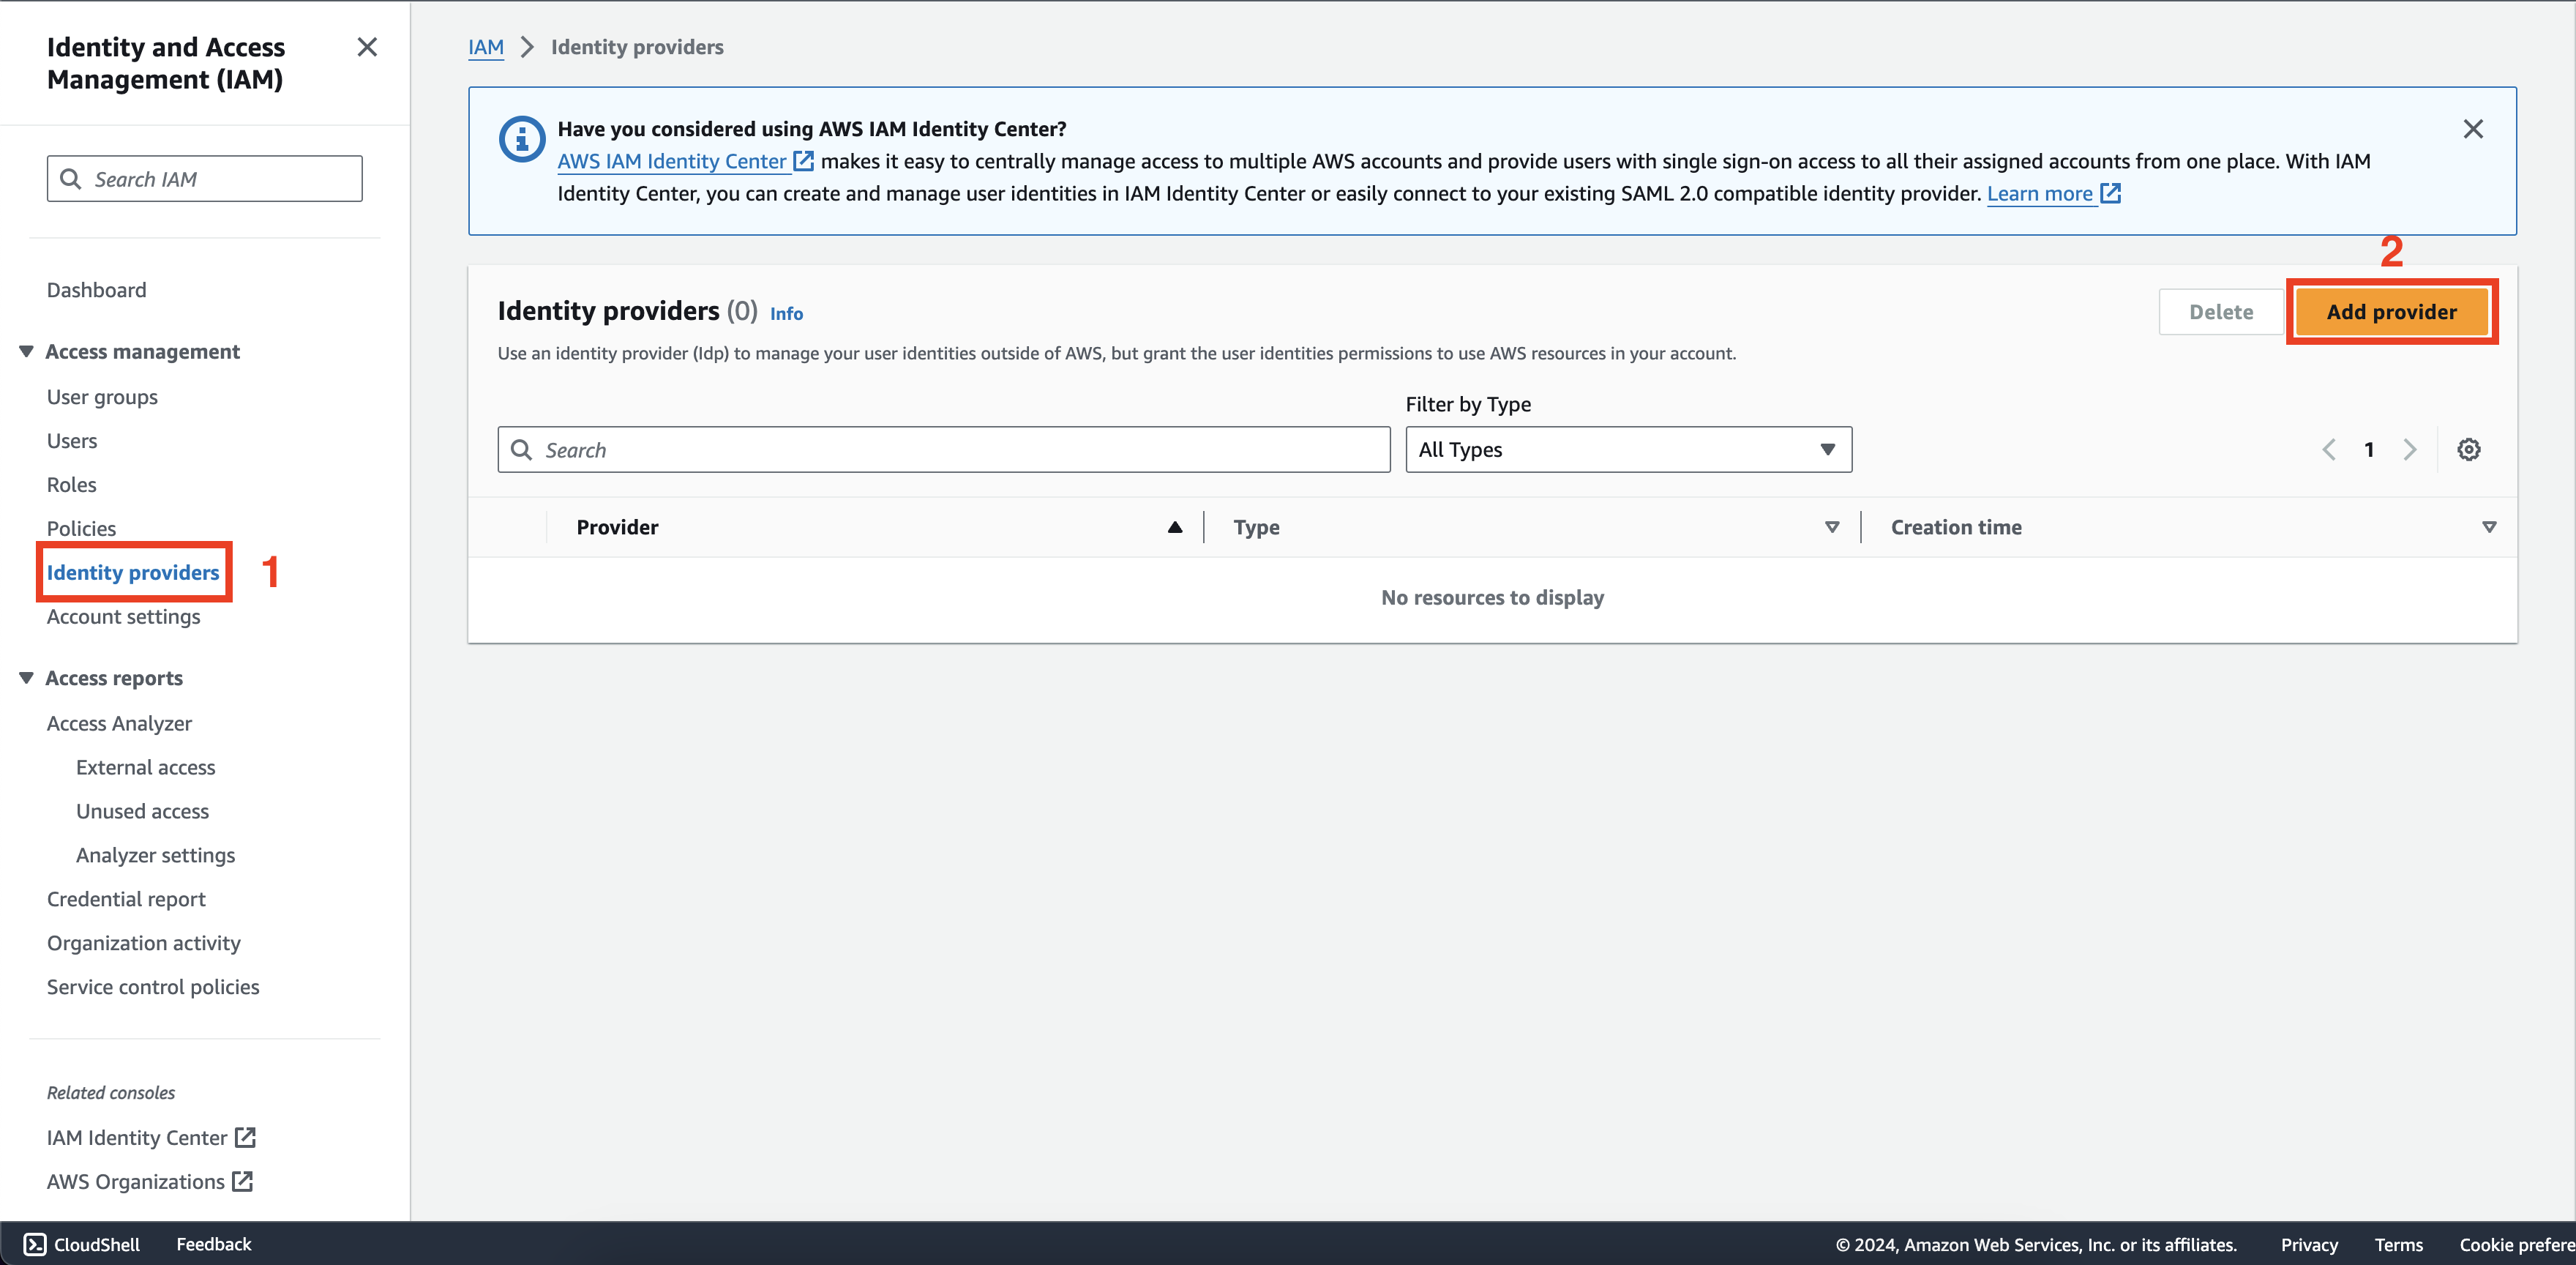 Identity and Access
Management (IAM)
Search IAM
Dashboard
Access management
User groups
Users
Roles
Policies
Identity providers
1
Account settings
Access reports
Access Analyzer
External access
Unused access
Analyzer settings
Credential report
Organization activity
Service control policies
Related consoles
IAM Identity Center
AWS Organizations
IAM > Identity providers
Have you considered using AWS IAM Identity Center?
AWS IAM Identity Center makes it easy to centrally manage access to multiple AWS accounts and provide users with single sign-on access to all their assigned accounts from one place. With IAM
Identity Center, you can create and manage user identities in IAM Identity Center or easily connect to your existing SAML 2.0 compatible identity provider. Learn more
2
Identity providers (0) Info
Delete
Add provider
Use an identity provider (Idp) to manage your user identities outside of AWS, but grant the user identities permissions to use AWS resources in your account.
Filter by Type
Search
All Types
1
Provider
Type
Creation time
No resources to display
CloudShell
Feedback
© 2024, Amazon Web Services, Inc. or its affiliates.
Privacy
Terms
Cookie prefere